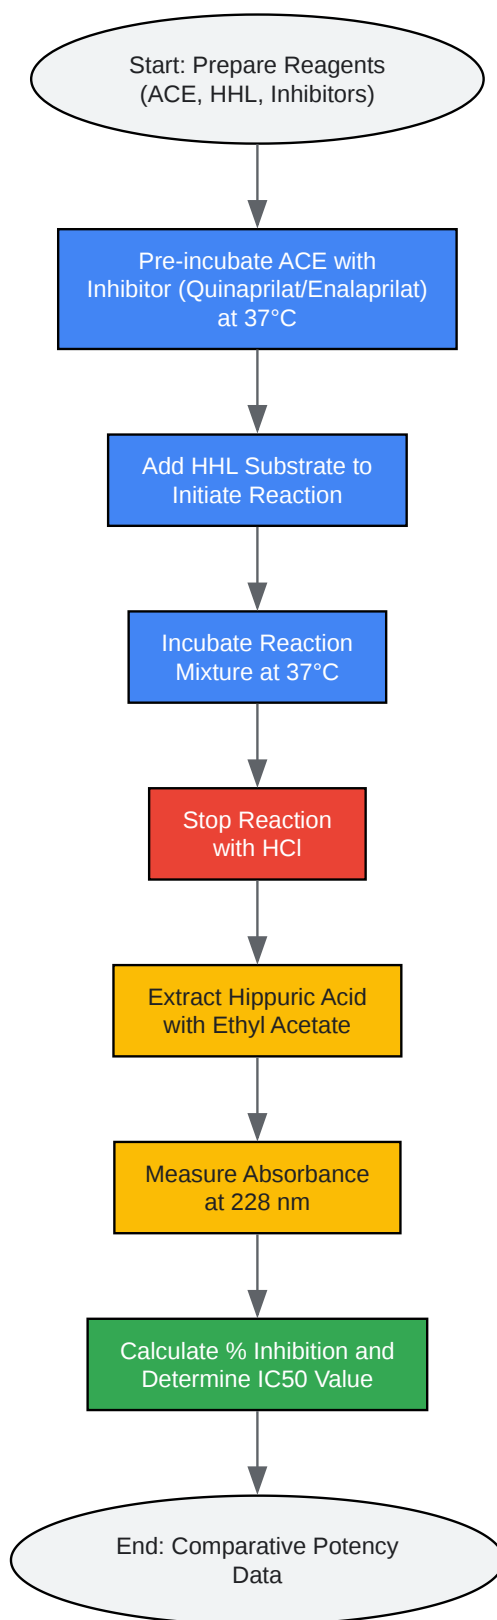 Start: Prepare Reagents
(ACE, HHL, Inhibitors)
Pre-incubate ACE with
Inhibitor (Quinaprilat/Enalaprilat)
at 37°C
Add HHL Substrate to
Initiate Reaction
Incubate Reaction
Mixture at 37°C
Stop Reaction
with HCl
Extract Hippuric Acid
with Ethyl Acetate
Measure Absorbance
at 228 nm
Calculate % Inhibition and
Determine IC50 Value
End: Comparative Potency
Data